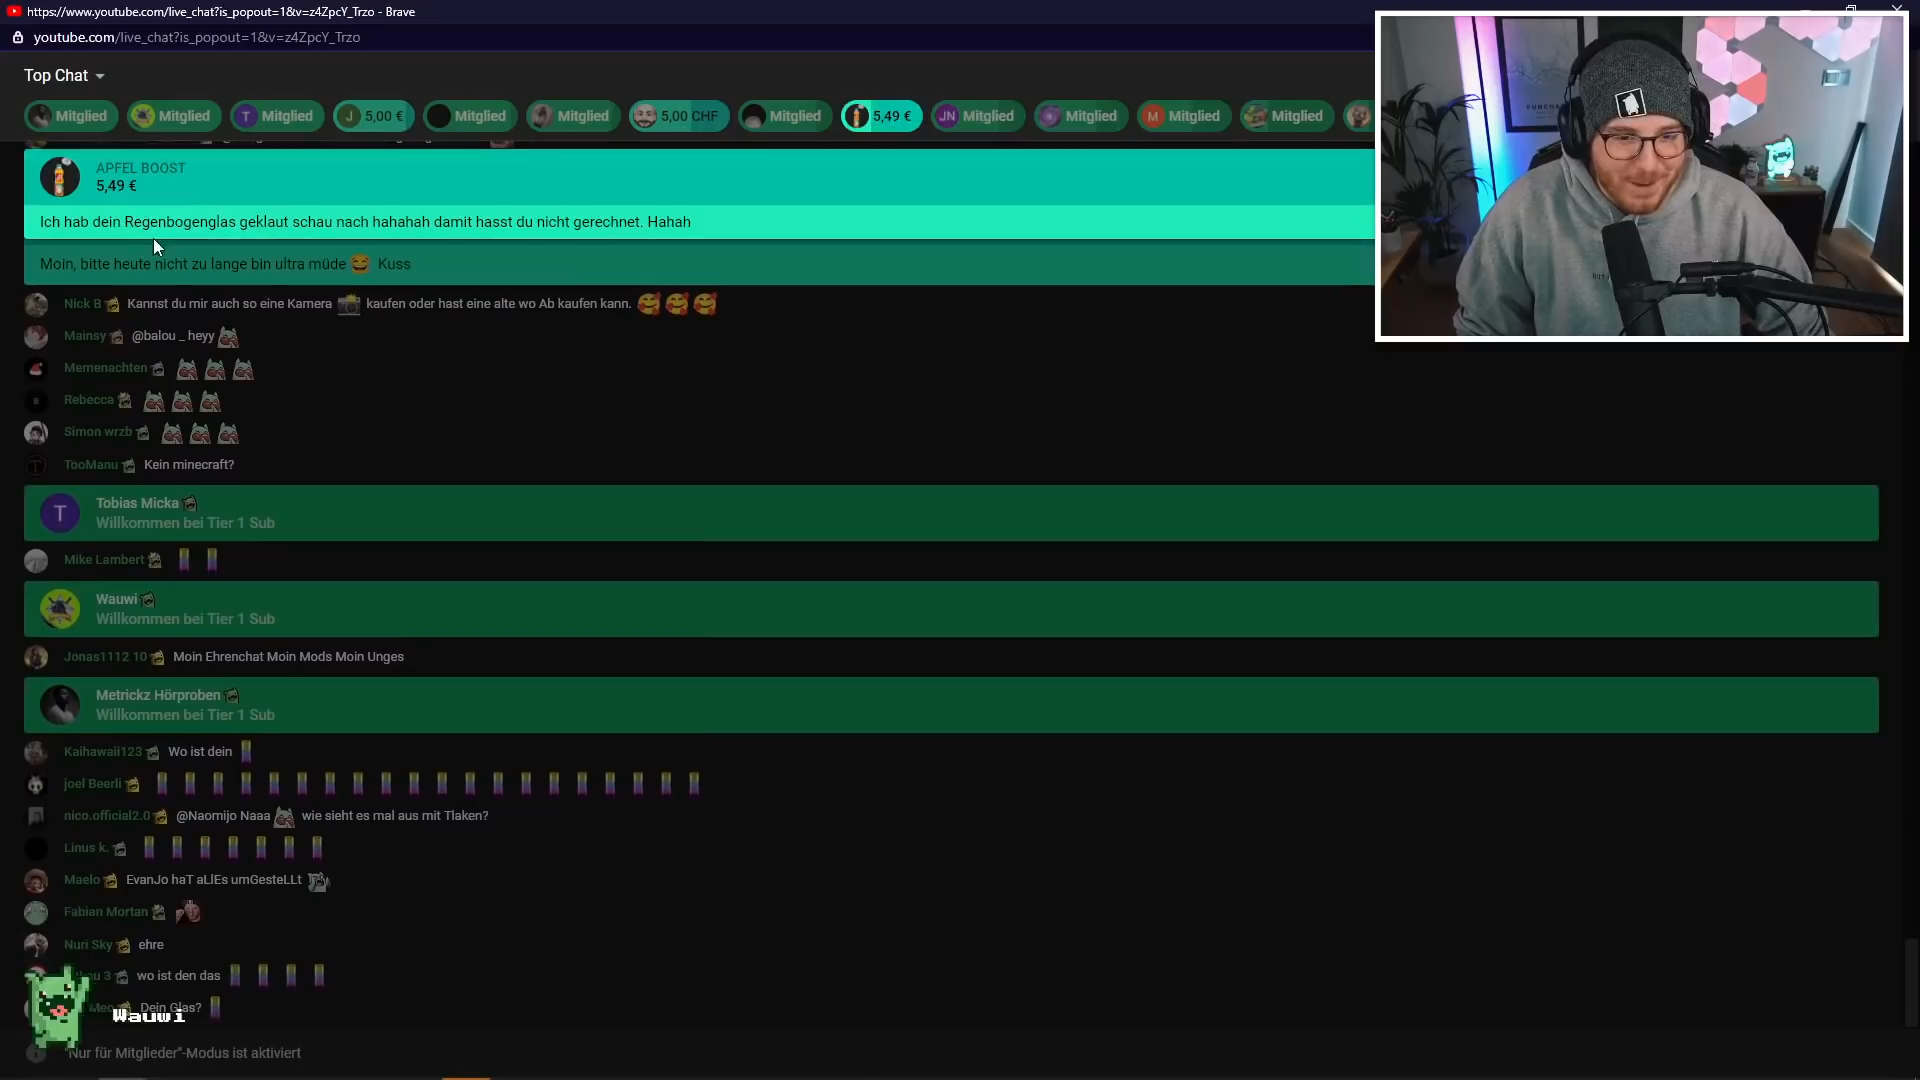 https://www.youtube.com/live_chat?is_popout=1&v=z4ZpcY_Trzo - Brave
youtube.com/live_chat?is_popout=1&v=z4ZpcY_Trzo
Top Chat
Mitglied
Mitglied
T Mitglied
J 5,00 €
Mitglied
Mitglied
5,00 CHF
Mitglied
5,49 €
JN Mitglied
Mitglied
M Mitglied
Mitglied
APFEL BOOST
5,49 €
Ich hab dein Regenbogenglas geklaut schau nach hahahah damit hasst du nicht gerechnet. Hahah
Moin, bitte heute nicht zu lange bin ultra müde 😅 Kuss
Nick B Kannst du mir auch so eine Kamera 📸 kaufen oder hast eine alte wo Ab kaufen kann. 🥰 🥰 🥰
Mainsy @balou _ heyy
Memenachten
Rebecca
Simon wrzb
TooManu Kein minecraft?
T
Tobias Micka
Willkommen bei Tier 1 Sub
Mike Lambert
Wauwi
Willkommen bei Tier 1 Sub
Jonas1112 10 Moin Ehrenchat Moin Mods Moin Unges
Metrickz Hörproben
Willkommen bei Tier 1 Sub
Kaihawaii123 Wo ist dein
joel Beerli
nico.official2.0 @Naomijo Naaa wie sieht es mal aus mit Tlaken?
Linus k.
Maelo EvanJo haT aLlEs umGesteLLt
Fabian Mortan
Nuri Sky ehre
3 wo ist den das
Dein Glas?
Wauwi
"Nur für Mitglieder"-Modus ist aktiviert